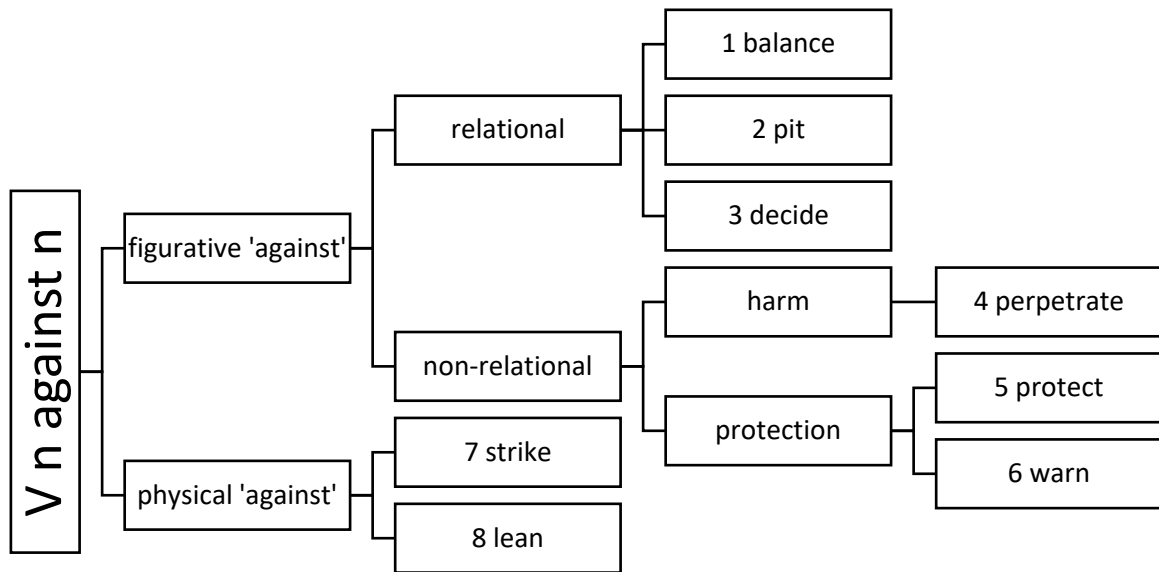 V n against n
figurative 'against'
relational
1 balance
2 pit
3 decide
non-relational
harm
4 perpetrate
protection
5 protect
6 warn
physical 'against'
7 strike
8 lean